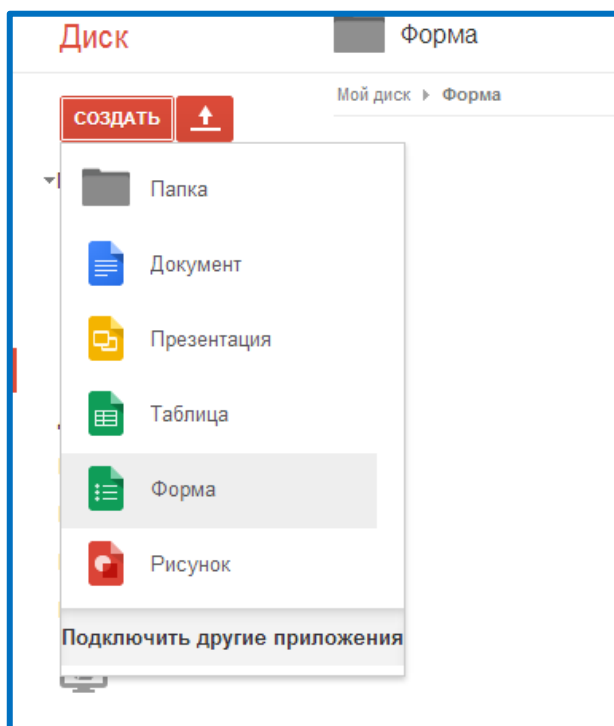 Диск
Форма
Мой диск Форма
СОЗДАТЬ
Папка
Документ
Презентация
Таблица
Форма
Рисунок
Подключить другие приложения